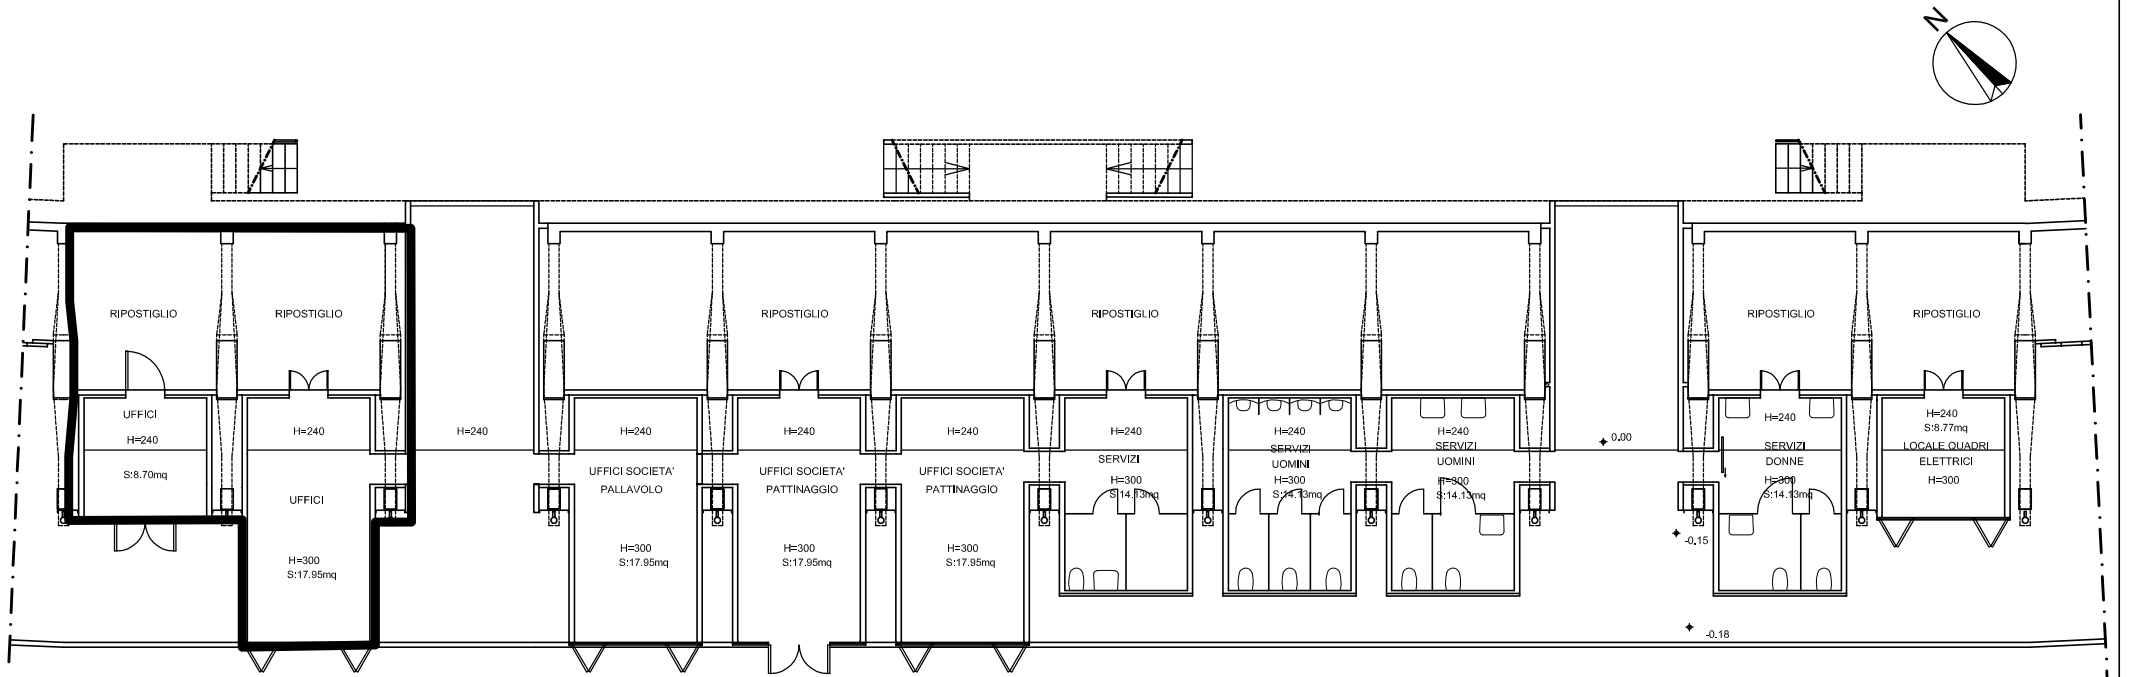 N
RIPOSTIGLIO
RIPOSTIGLIO
RIPOSTIGLIO
RIPOSTIGLIO
RIPOSTIGLIO
RIPOSTIGLIO
UFFICI
H=240
S:8.70mq
H=240
UFFICI
H=300
S:17.95mq
H=240
H=240
UFFICI SOCIETA'
PALLAVOLO
H=300
S:17.95mq
H=240
UFFICI SOCIETA'
PATTINAGGIO
H=300
S:17.95mq
H=240
UFFICI SOCIETA'
PATTINAGGIO
H=300
S:17.95mq
H=240
SERVIZI
H=300
S:14.13mq
H=240
SERVIZI
UOMINI
H=300
S:14.13mq
H=240
SERVIZI
UOMINI
H=300
S:14.13mq
0.00
-0.15
-0.18
H=240
SERVIZI
DONNE
H=300
S:14.13mq
H=240
S:8.77mq
LOCALE QUADRI
ELETTRICI
H=300